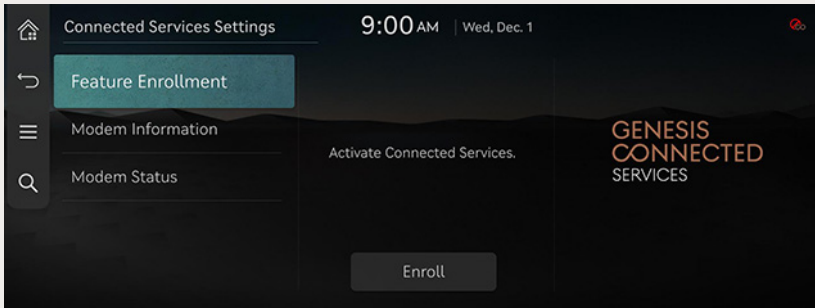 Connected Services Settings
9:00 AM | Wed, Dec. 1
Feature Enrollment
Modem Information
Modem Status
Activate Connected Services.
Enroll
GENESIS
CONNECTED
SERVICES